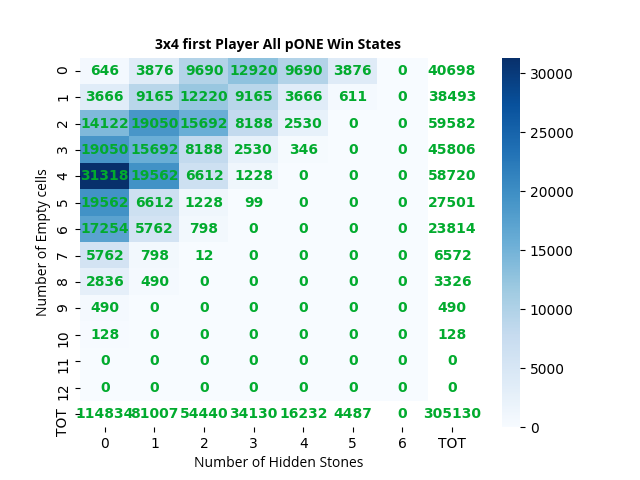 3x4 first Player All pONE Win States
0 646 3876 9690 12920 9690 3876 0 40698
1 3666 9165 12220 9165 3666 611 0 38493
2 14122 19050 15692 8188 2530 0 0 59582
3 19050 15692 8188 2530 346 0 0 45806
4 31318 19562 6612 1228 0 0 0 58720
5 19562 6612 1228 99 0 0 0 27501
6 17254 5762 798 0 0 0 0 23814
7 5762 798 12 0 0 0 0 6572
8 2836 490 0 0 0 0 0 3326
9 490 0 0 0 0 0 0 490
10 128 0 0 0 0 0 0 128
11 0 0 0 0 0 0 0 0
12 0 0 0 0 0 0 0 0
TOT 114834 81007 54440 34130 16232 4487 0 305130
0 1 2 3 4 5 6 TOT
Number of Hidden Stones
Number of Empty cells
30000
25000
20000
15000
10000
5000
0